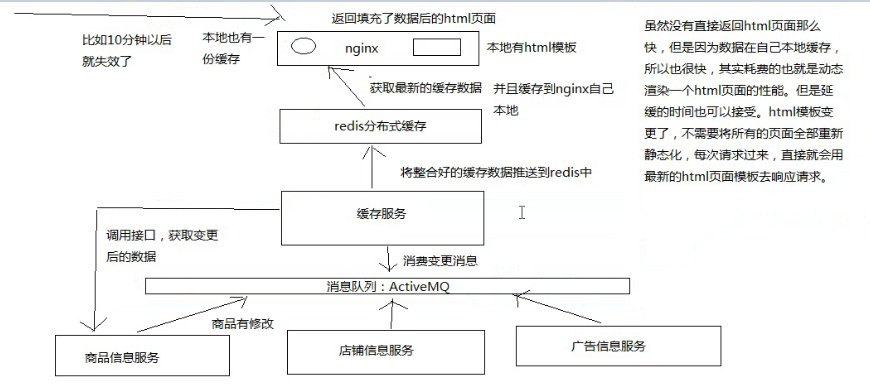 返回填充了数据后的html页面
比如10分钟以后
就失效了
本地也有一
份缓存
nginx
本地有html模板
获取最新的缓存数据
并且缓存到nginx自己
本地
redis分布式缓存
将整合好的缓存数据推送到redis中
缓存服务
调用接口，获取变更
后的数据
消费变更消息
消息队列：ActiveMQ
商品有修改
商品信息服务
店铺信息服务
广告信息服务
虽然没有直接返回html页面那么
快，但是因为数据在自己本地缓存，
所以也很快，其实耗费的也就是动态
渲染一个html页面的性能。但是延
缓的时间也可以接受。html模板变
更了，不需要将所有的页面全部重新
静态化，每次请求过来，直接就会用
最新的html页面模板去响应请求。